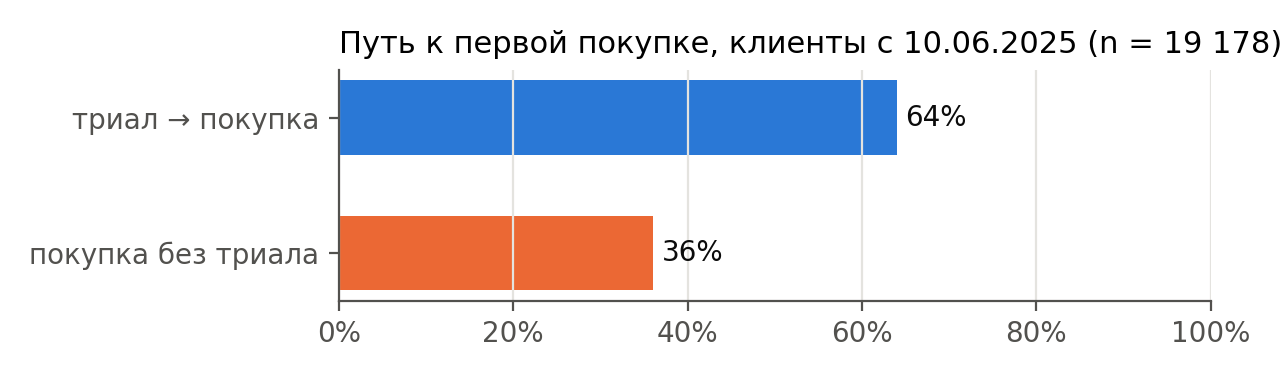 Путь к первой покупке, клиенты с 10.06.2025 (n = 19 178)
триал → покупка
64%
покупка без триала
36%
0% 20% 40% 60% 80% 100%